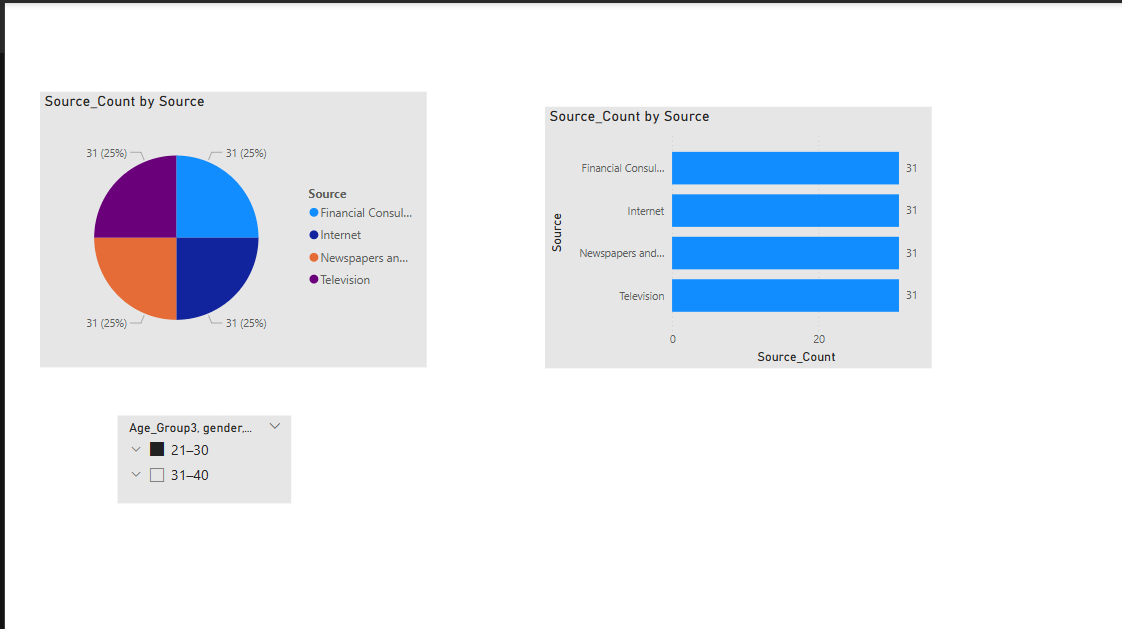 Source_Count by Source
31 (25%)
31 (25%)
Source
Financial Consul...
Internet
Newspapers an...
Television
31 (25%)
31 (25%)
Source_Count by Source
Source
Financial Consul...
31
Internet
31
Newspapers and...
31
Television
31
0
20
Source_Count
Age_Group3, gender,...
21–30
31–40